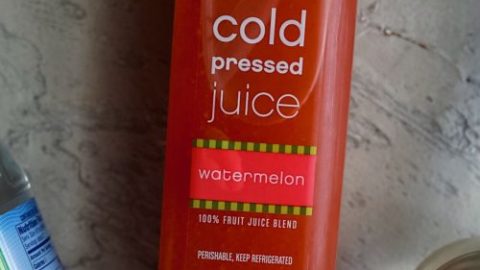 cold
pressed
juice
watermelon
100% FRUIT JUICE BLEND
PERISHABLE, KEEP REFRIGERATED